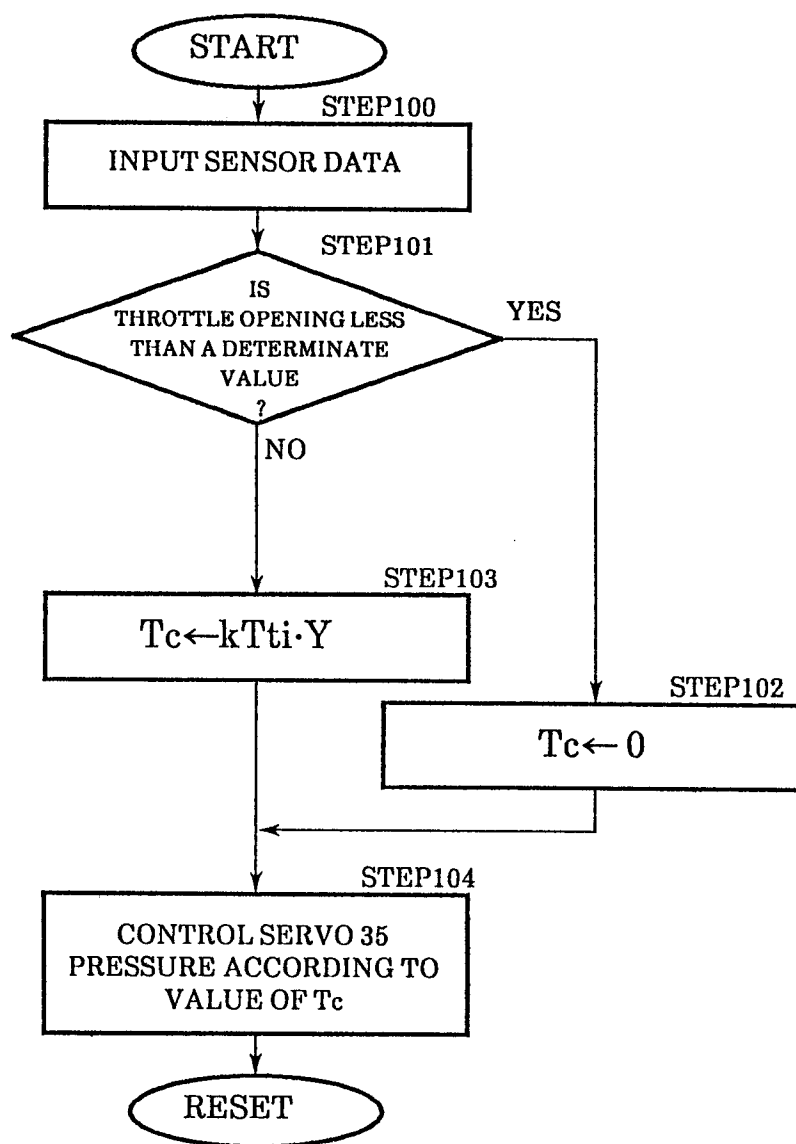 START
STEP100
INPUT SENSOR DATA
STEP101
IS
THROTTLE OPENING LESS
THAN A DETERMINATE
VALUE
?
YES
NO
STEP103
Tc←kTti·Y
STEP102
Tc←0
STEP104
CONTROL SERVO 35
PRESSURE ACCORDING TO
VALUE OF Tc
RESET